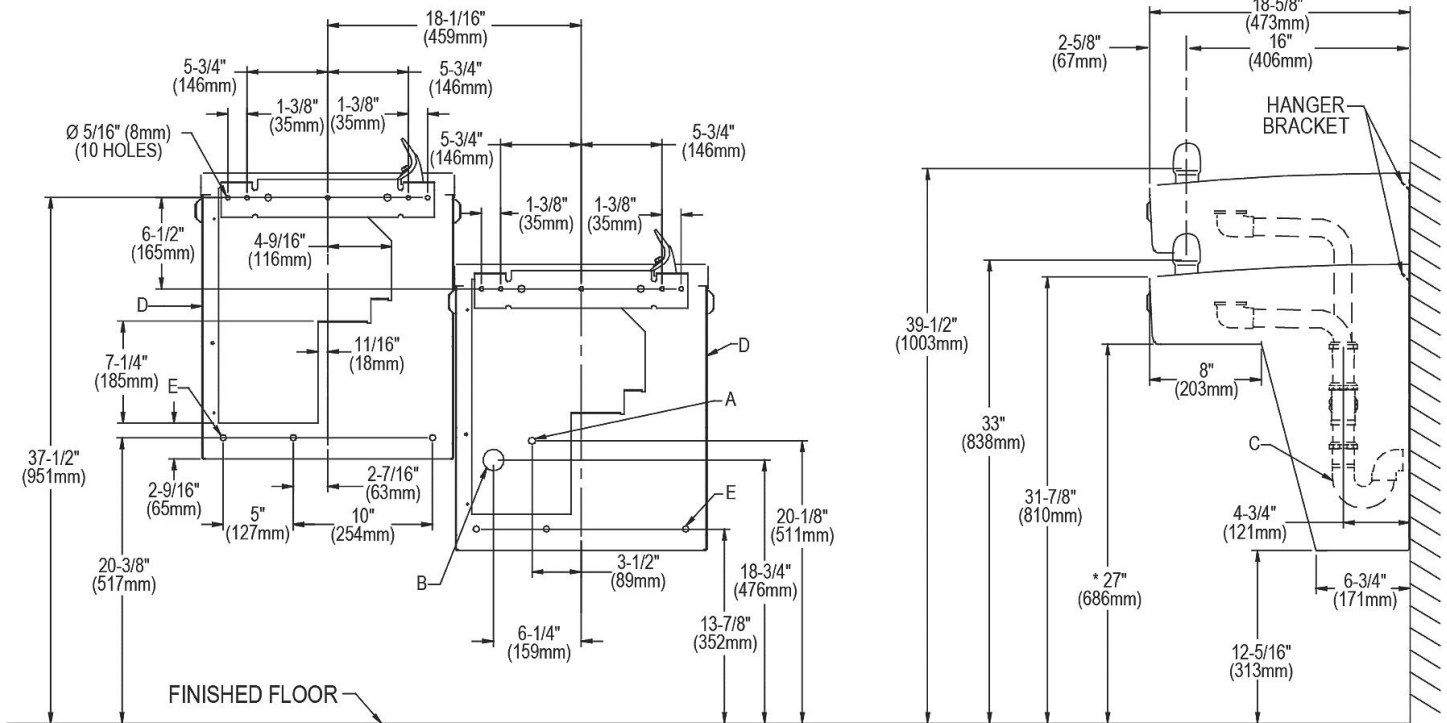 18-1/16"
(459mm)
5-3/4"
(146mm)
5-3/4"
(146mm)
1-3/8"
(35mm)
1-3/8"
(35mm)
Ø 5/16" (8mm)
(10 HOLES)
5-3/4"
(146mm)
5-3/4"
(146mm)
1-3/8"
(35mm)
1-3/8"
(35mm)
6-1/2"
(165mm)
4-9/16"
(116mm)
D
11/16"
(18mm)
7-1/4"
(185mm)
E
D
A
37-1/2"
(951mm)
2-9/16"
(65mm)
2-7/16"
(63mm)
5"
(127mm)
10"
(254mm)
E
20-1/8"
(511mm)
20-3/8"
(517mm)
B
3-1/2"
(89mm)
18-3/4"
(476mm)
6-1/4"
(159mm)
13-7/8"
(352mm)
FINISHED FLOOR
18-5/8"
(473mm)
2-5/8"
(67mm)
16"
(406mm)
HANGER
BRACKET
39-1/2"
(1003mm)
8"
(203mm)
33"
(838mm)
C
31-7/8"
(810mm)
4-3/4"
(121mm)
* 27"
(686mm)
6-3/4"
(171mm)
12-5/16"
(313mm)